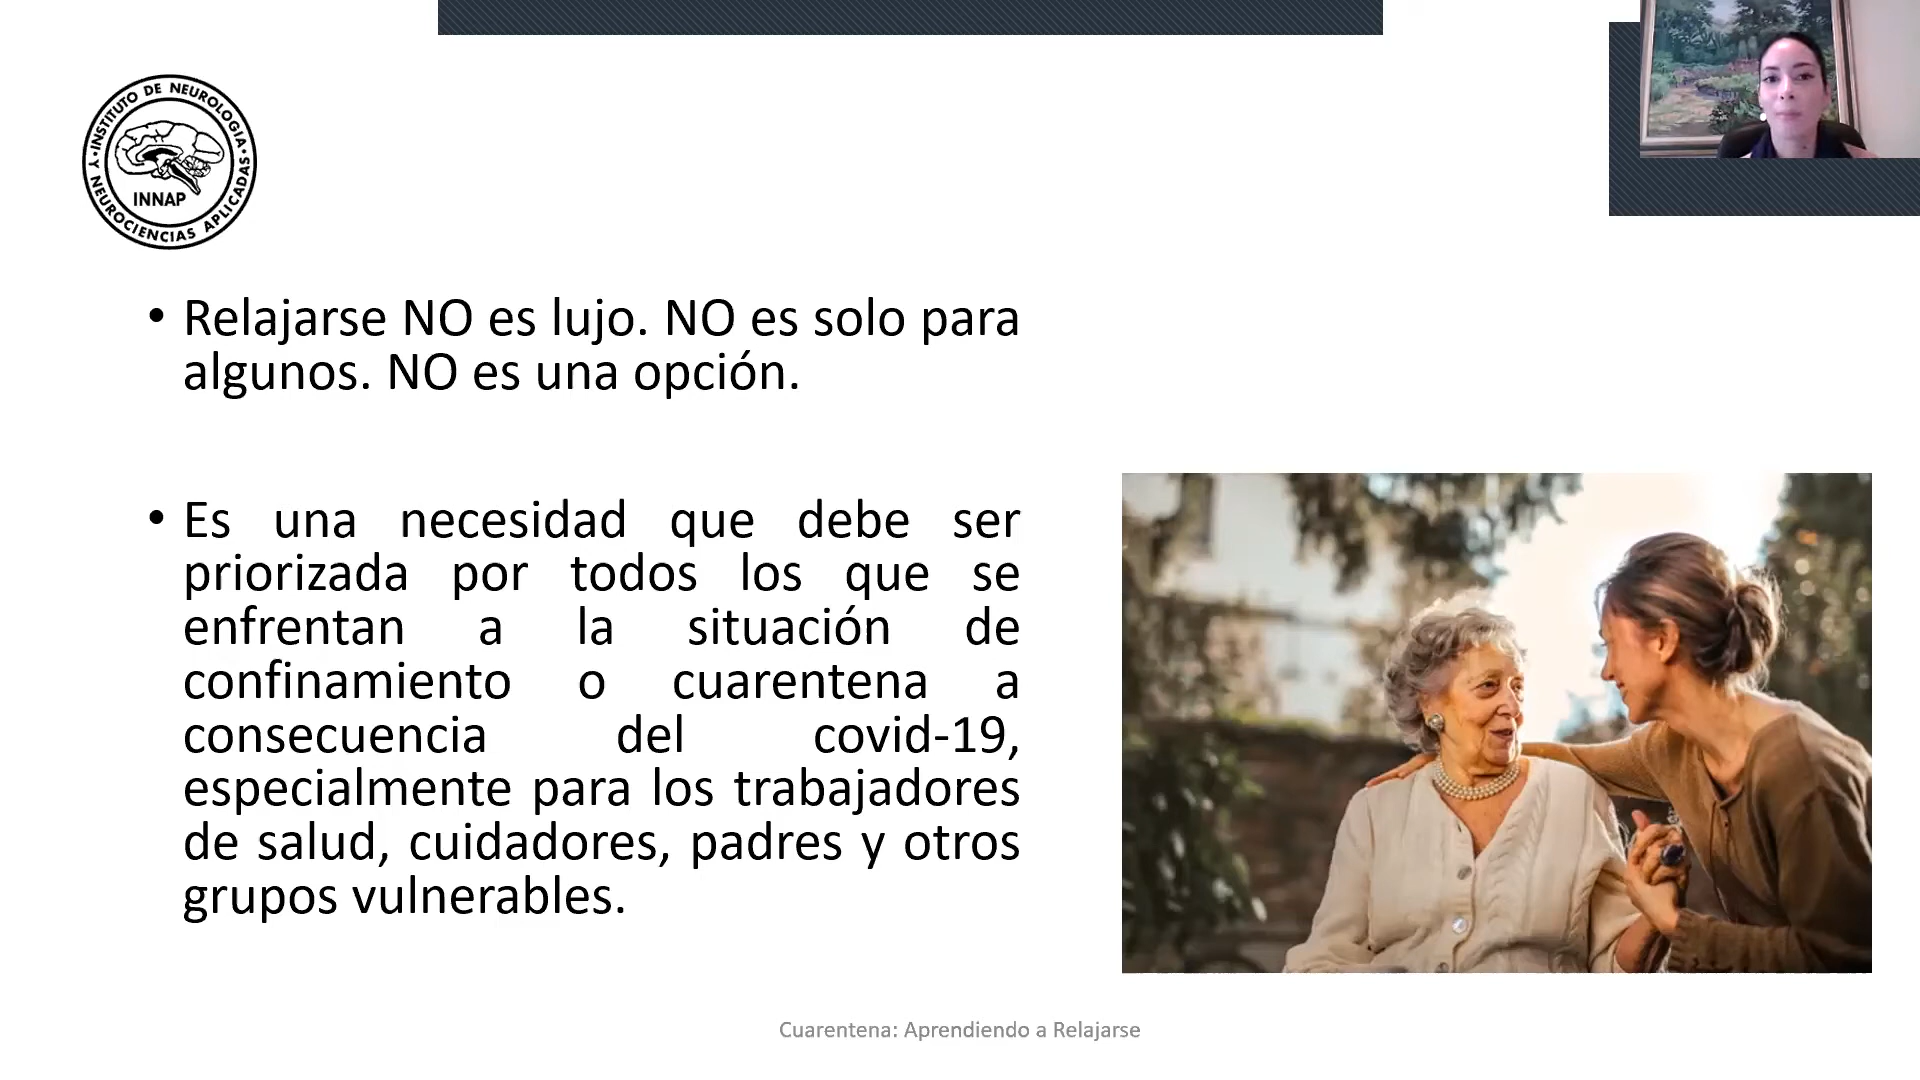 INSTITUTO DE NEUROLOGIA
Y NEUROCIENCIAS APLICADAS
INNAP
• Relajarse NO es lujo. NO es solo para
algunos. NO es una opción.
• Es una necesidad que debe ser
priorizada por todos los que se
enfrentan a la situación de
confinamiento o cuarentena a
consecuencia del covid-19,
especialmente para los trabajadores
de salud, cuidadores, padres y otros
grupos vulnerables.
Cuarentena: Aprendiendo a Relajarse